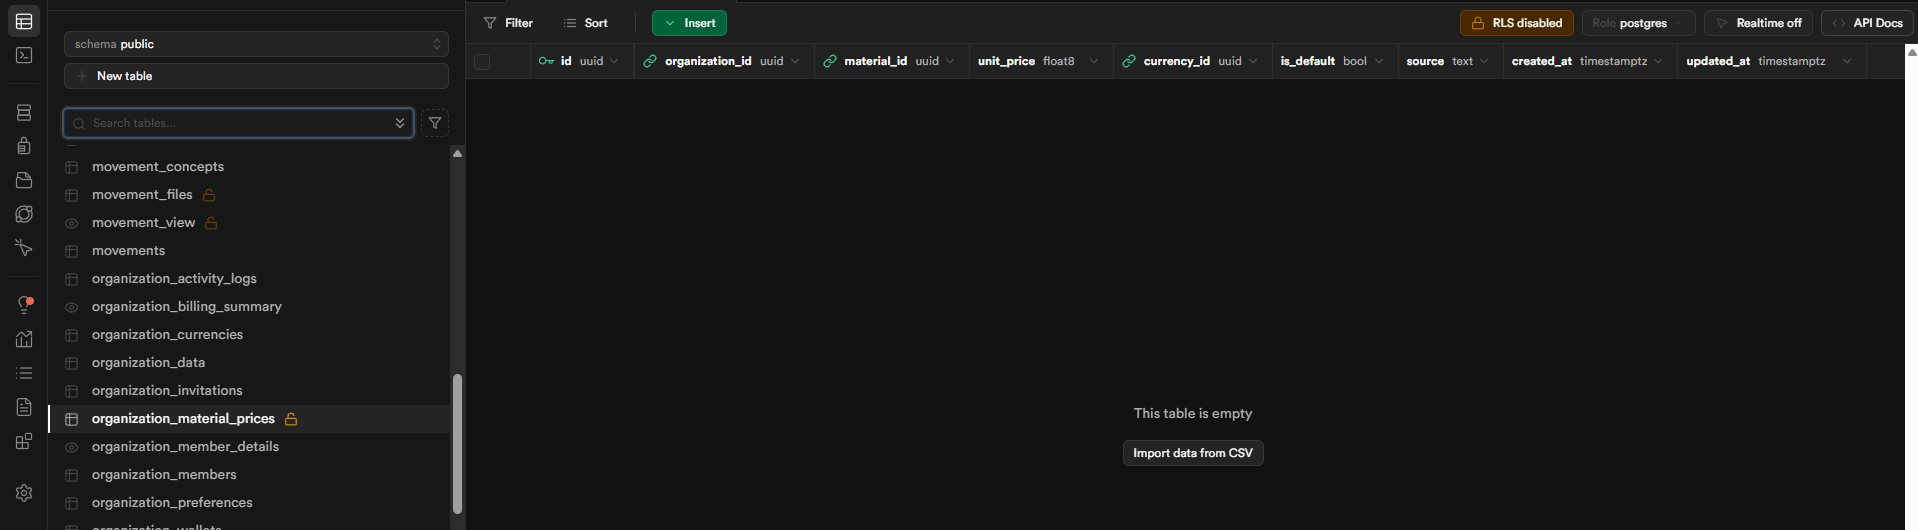 schema public
New table
Search tables...
movement_concepts
movement_files
movement_view
movements
organization_activity_logs
organization_billing_summary
organization_currencies
organization_data
organization_invitations
organization_material_prices
organization_member_details
organization_members
organization_preferences
organization_wallets
Filter Sort Insert RLS disabled Role postgres Realtime off API Docs
id uuid organization_id uuid material_id uuid unit_price float8 currency_id uuid is_default bool source text created_at timestamptz updated_at timestamptz
This table is empty
Import data from CSV